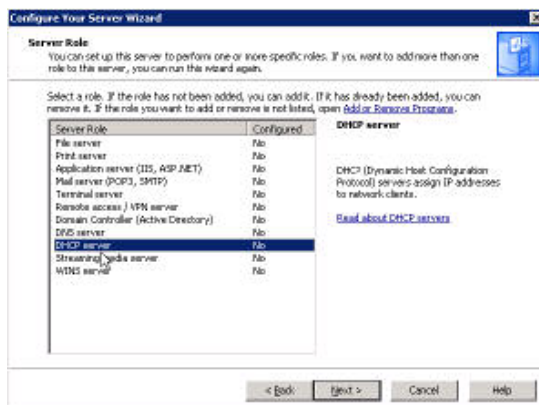 Configure Your Server Wizard
Server Role
You can set up this server to perform one or more specific roles. If you want to add more than one
role to this server, you can run this wizard again.
Select a role. If the role has not been added, you can add it. If it has already been added, you can
remove it. If the role you want to add or remove is not listed, open Add or Remove Programs.
Server Role Configured
File server No
Print server No
Application server (IIS, ASP.NET) No
Mail server (POP3, SMTP) No
Terminal server No
Remote access / VPN server No
Domain Controller (Active Directory) No
DNS server No
DHCP server No
Streaming media server No
WINS server No
DHCP server
DHCP (Dynamic Host Configuration
Protocol) servers assign IP addresses
to network clients.
Read about DHCP servers
< Back Next > Cancel Help